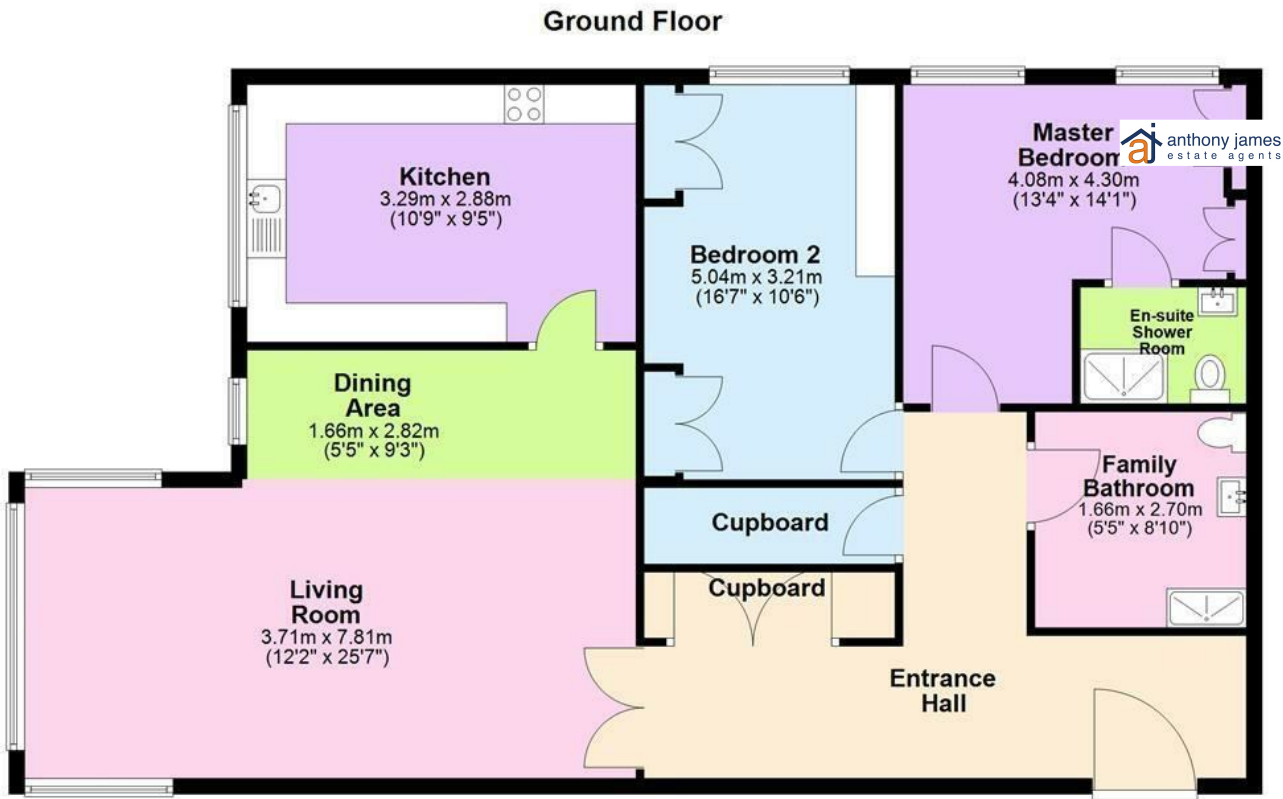 Ground Floor
Kitchen
3.29m x 2.88m
(10'9" x 9'5")
Bedroom 2
5.04m x 3.21m
(16'7" x 10'6")
Master
Bedroom
4.08m x 4.30m
(13'4" x 14'1")
aj anthony james
estate agents
En-suite
Shower
Room
Dining
Area
1.66m x 2.82m
(5'5" x 9'3")
Family
Bathroom
1.66m x 2.70m
(5'5" x 8'10")
Cupboard
Cupboard
Living
Room
3.71m x 7.81m
(12'2" x 25'7")
Entrance
Hall